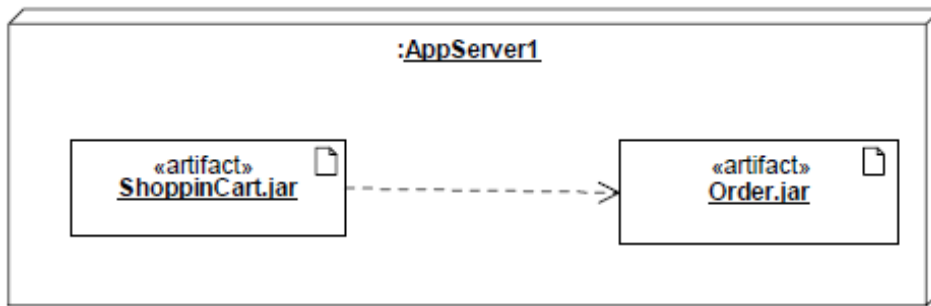 :AppServer1
«artifact»
ShoppinCart.jar
«artifact»
Order.jar